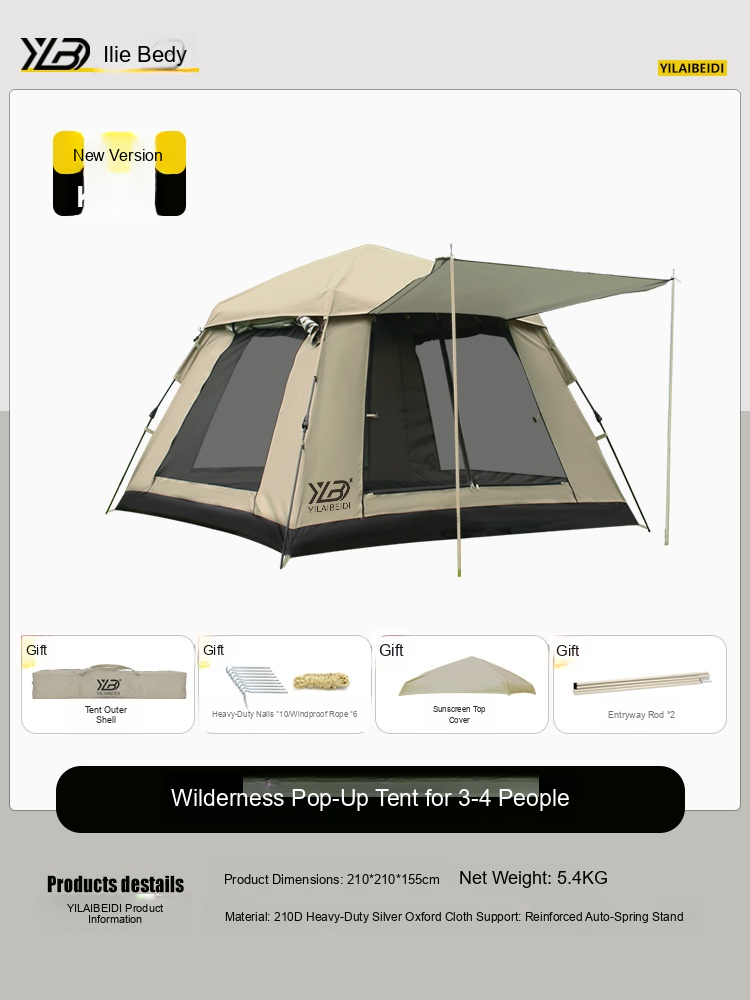 YLB Ilie Bedy
YILAIBEIDI
New Version
YLB
YILAIBEIDI
Gift
YLB
YILAIBEIDI
Tent Outer
Shell
Gift
Heavy-Duty Nails *10/Windproof Rope *6
Gift
Sunscreen Top
Cover
Gift
Entryway Rod *2
Wilderness Pop-Up Tent for 3-4 People
Products destails
YILAIBEIDI Product
Information
Product Dimensions: 210*210*155cm
Net Weight: 5.4KG
Material: 210D Heavy-Duty Silver Oxford Cloth Support: Reinforced Auto-Spring Stand